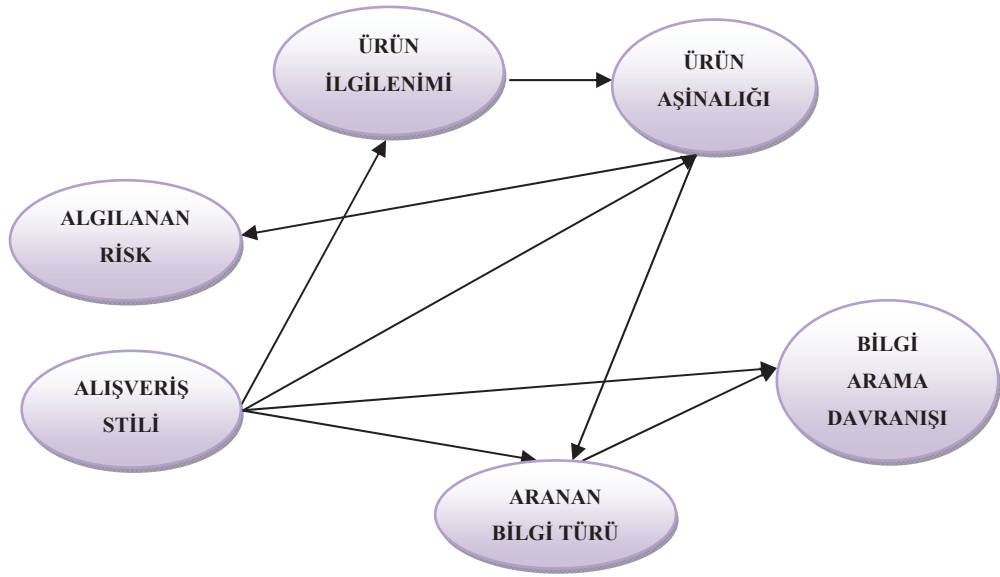 ÜRÜN
İLGİLENİMİ
ÜRÜN
AŞİNALIĞI
ALGILANAN
RİSK
ALIŞVERİŞ
STİLİ
BİLGİ
ARAMA
DAVRANIŞI
ARANAN
BİLGİ TÜRÜ